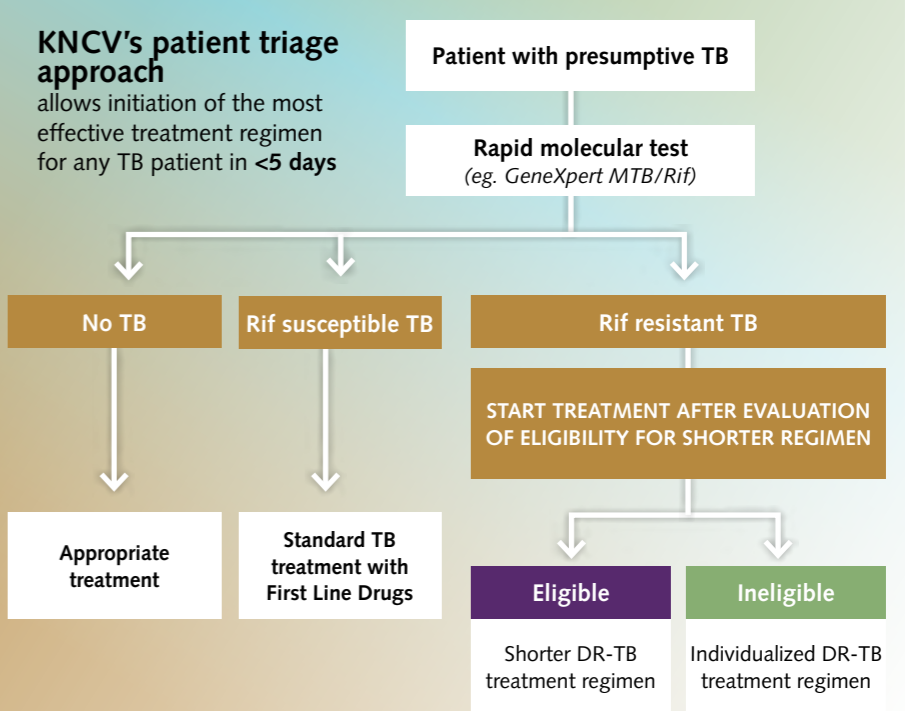 KNCV's patient triage
approach
allows initiation of the most
effective treatment regimen
for any TB patient in <5 days
Patient with presumptive TB
Rapid molecular test
(eg. GeneXpert MTB/Rif)
No TB
Rif susceptible TB
Rif resistant TB
START TREATMENT AFTER EVALUATION
OF ELIGIBILITY FOR SHORTER REGIMEN
Appropriate
treatment
Standard TB
treatment with
First Line Drugs
Eligible
Ineligible
Shorter DR-TB
treatment regimen
Individualized DR-TB
treatment regimen